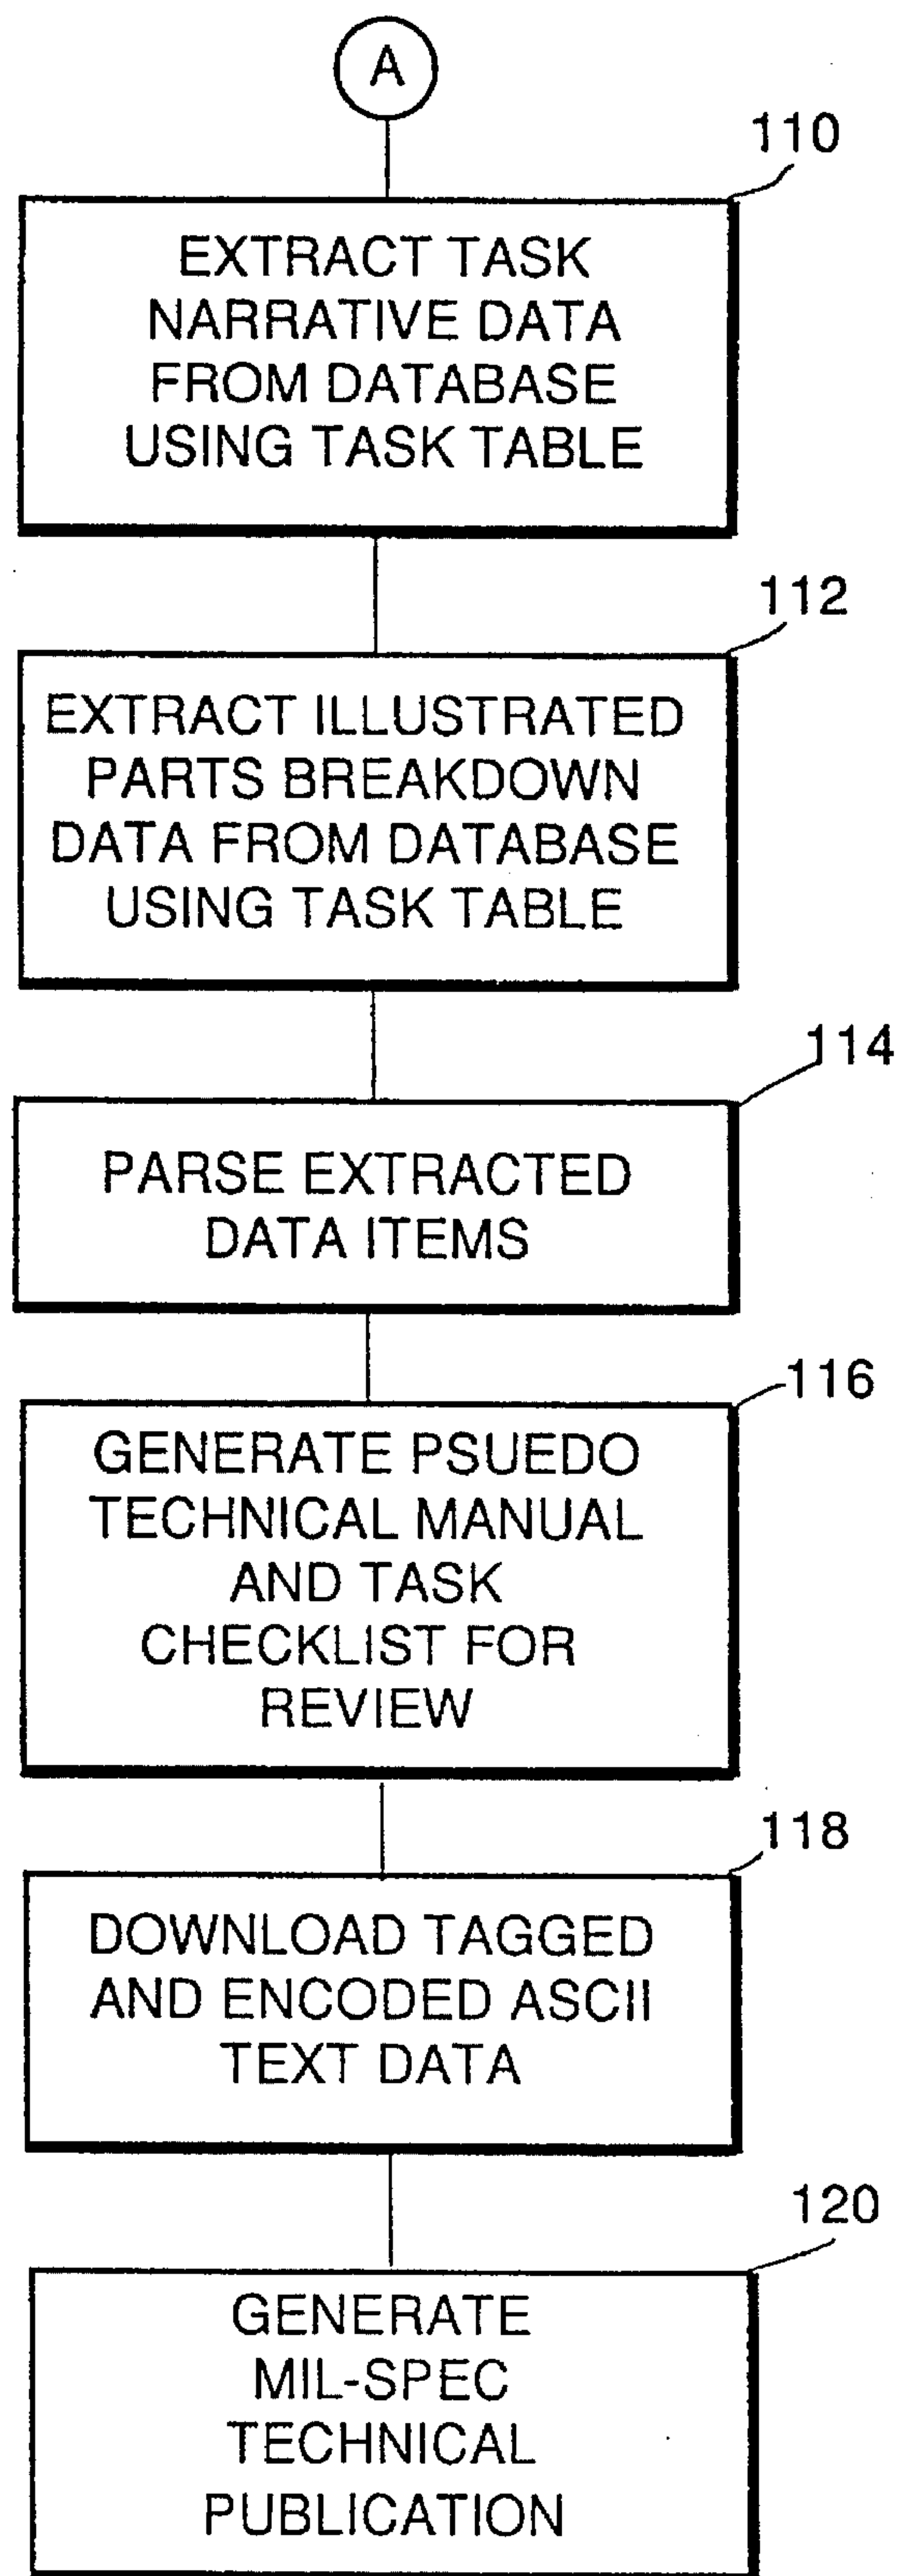 A
110
EXTRACT TASK
NARRATIVE DATA
FROM DATABASE
USING TASK TABLE
112
EXTRACT ILLUSTRATED
PARTS BREAKDOWN
DATA FROM DATABASE
USING TASK TABLE
114
PARSE EXTRACTED
DATA ITEMS
116
GENERATE PSUEDO
TECHNICAL MANUAL
AND TASK
CHECKLIST FOR
REVIEW
118
DOWNLOAD TAGGED
AND ENCODED ASCII
TEXT DATA
120
GENERATE
MIL-SPEC
TECHNICAL
PUBLICATION